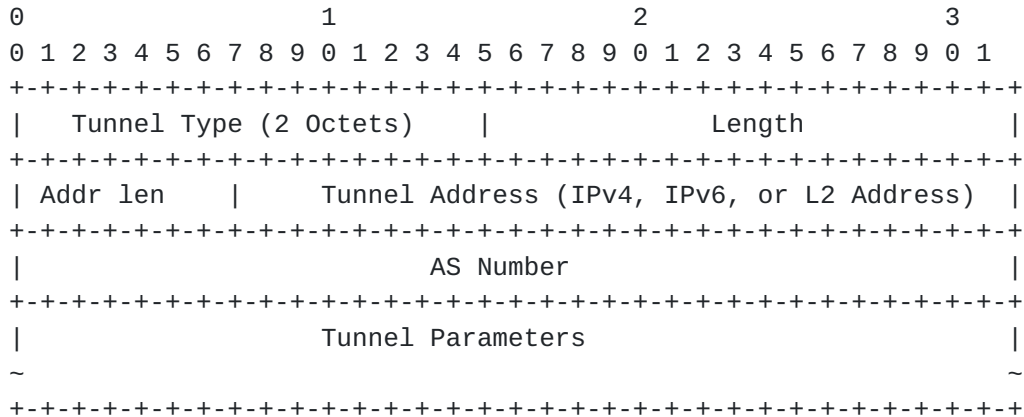 0                   1                   2                   3
0 1 2 3 4 5 6 7 8 9 0 1 2 3 4 5 6 7 8 9 0 1 2 3 4 5 6 7 8 9 0 1
+-+-+-+-+-+-+-+-+-+-+-+-+-+-+-+-+-+-+-+-+-+-+-+-+-+-+-+-+-+-+-+-+
|   Tunnel Type (2 Octets)    |              Length             |
+-+-+-+-+-+-+-+-+-+-+-+-+-+-+-+-+-+-+-+-+-+-+-+-+-+-+-+-+-+-+-+-+
| Addr len    |     Tunnel Address (IPv4, IPv6, or L2 Address)  |
+-+-+-+-+-+-+-+-+-+-+-+-+-+-+-+-+-+-+-+-+-+-+-+-+-+-+-+-+-+-+-+-+
|                          AS Number                            |
+-+-+-+-+-+-+-+-+-+-+-+-+-+-+-+-+-+-+-+-+-+-+-+-+-+-+-+-+-+-+-+-+
|                   Tunnel Parameters                           |
~                                                               ~
+-+-+-+-+-+-+-+-+-+-+-+-+-+-+-+-+-+-+-+-+-+-+-+-+-+-+-+-+-+-+-+-+